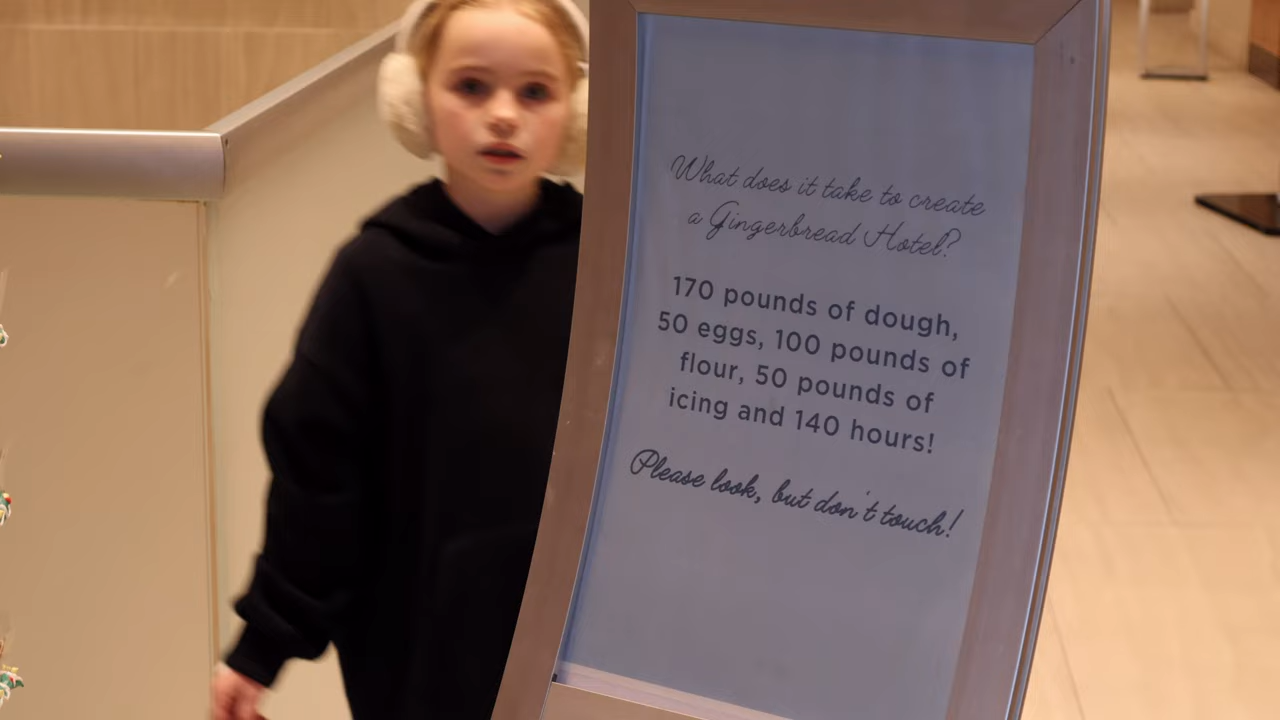 What does it take to create
a Gingerbread Hotel?
170 pounds of dough,
50 eggs, 100 pounds of
flour, 50 pounds of
icing and 140 hours!
Please look, but don't touch!